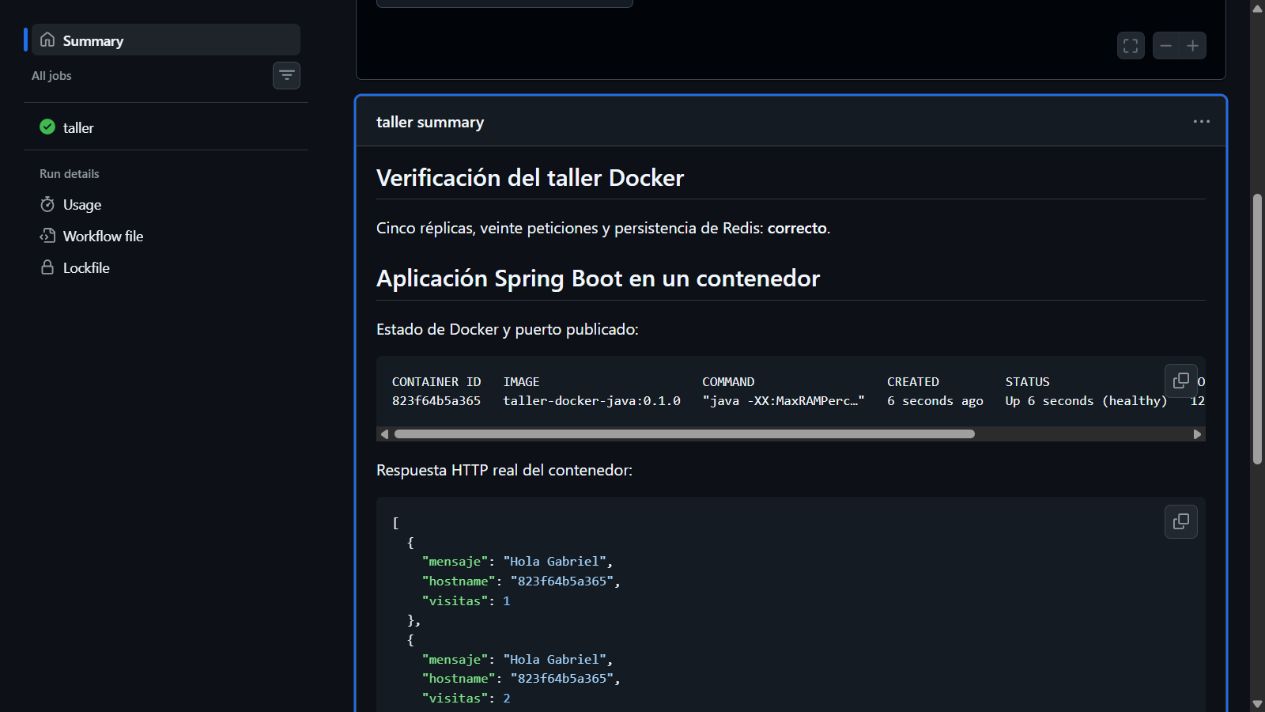 Summary
All jobs
taller
Run details
Usage
Workflow file
Lockfile
taller summary
Verificación del taller Docker
Cinco réplicas, veinte peticiones y persistencia de Redis: correcto.
Aplicación Spring Boot en un contenedor
Estado de Docker y puerto publicado:
CONTAINER ID IMAGE COMMAND CREATED STATUS
823f64b5a365 taller-docker-java:0.1.0 "java -XX:MaxRAMPerc…" 6 seconds ago Up 6 seconds (healthy) 12
Respuesta HTTP real del contenedor:
[
{
"mensaje": "Hola Gabriel",
"hostname": "823f64b5a365",
"visitas": 1
},
{
"mensaje": "Hola Gabriel",
"hostname": "823f64b5a365",
"visitas": 2